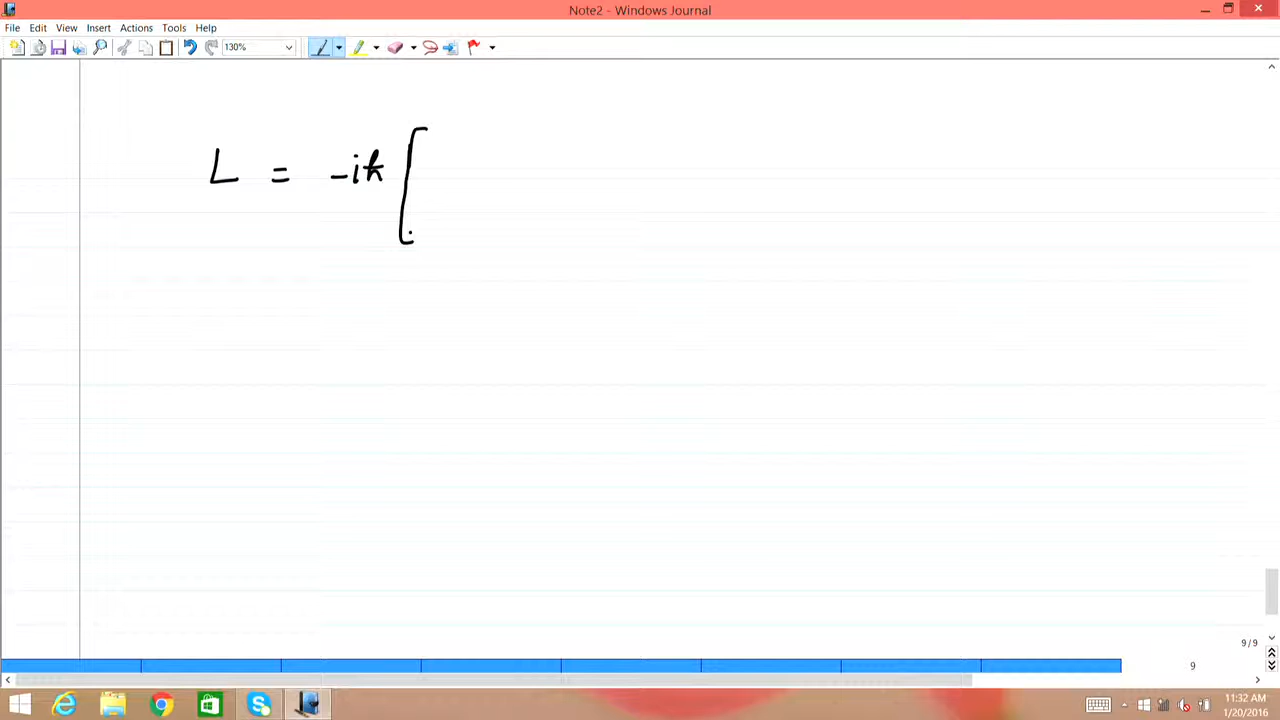 Note2 - Windows Journal
File Edit View Insert Actions Tools Help
130%
L = -iħ [
9/9
9
11:32 AM
1/20/2016